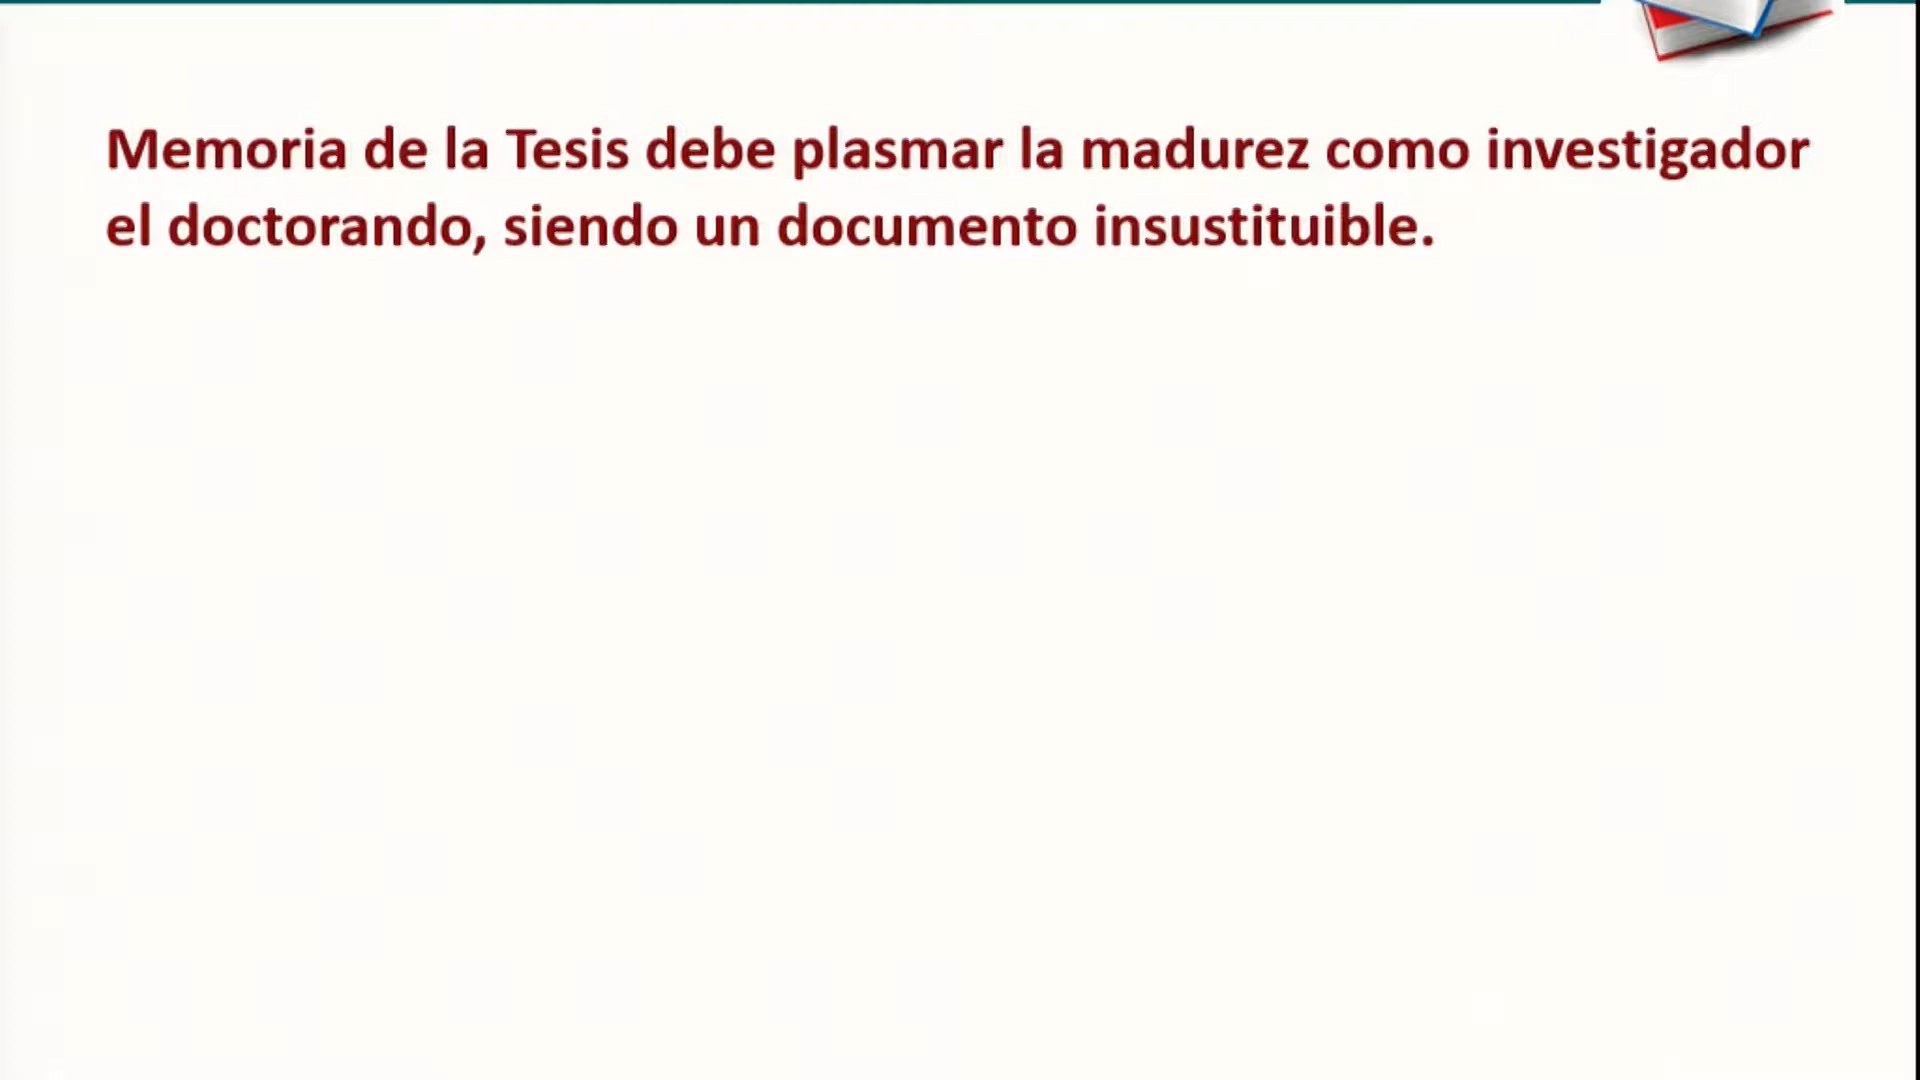 Memoria de la Tesis debe plasmar la madurez como investigador
el doctorando, siendo un documento insustituible.